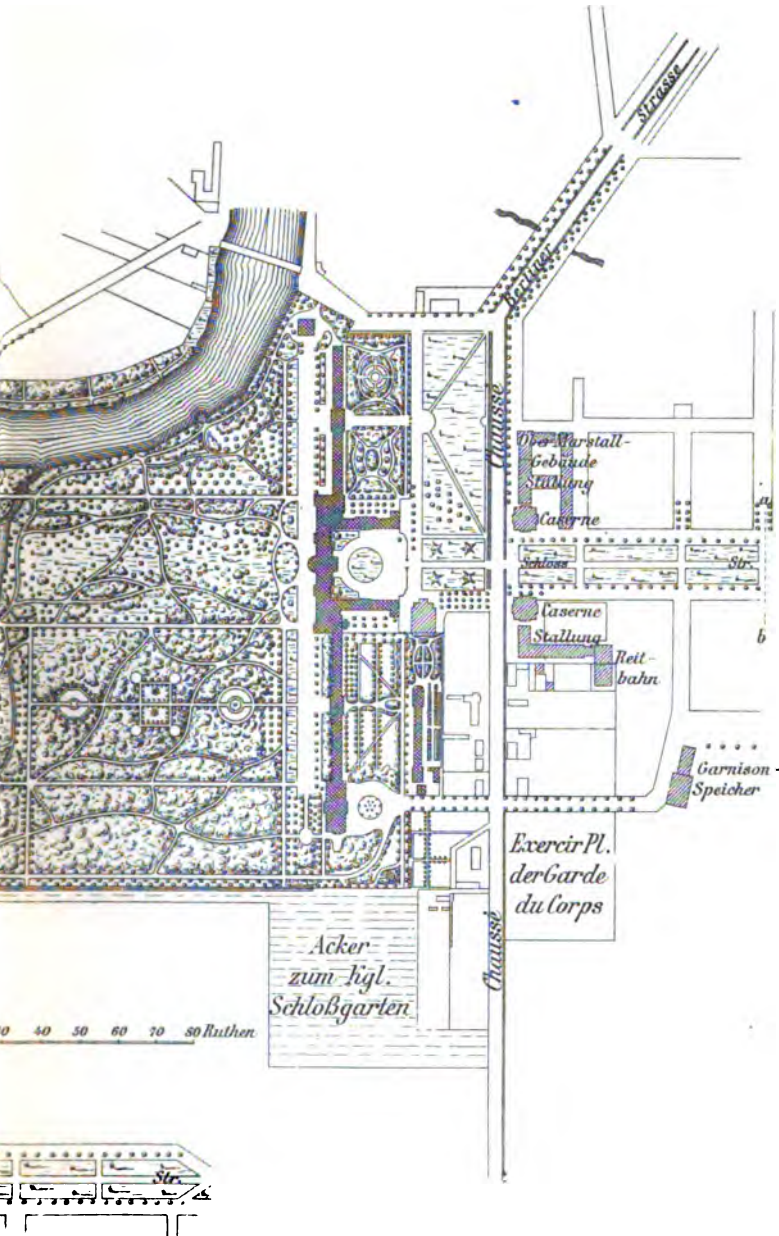 Strasse
Berliner
Chaussé
Ober Marstall-
Gebäude
Stallung
Caserne
a
Schloss
Str.
Caserne
Stallung
b
Reit-
bahn
Garnison-
Speicher
Exercir Pl.
der Garde
du Corps
Chaussé
Acker
zum Kgl.
Schloßgarten
40 50 60 70 80 Ruthen
Str.